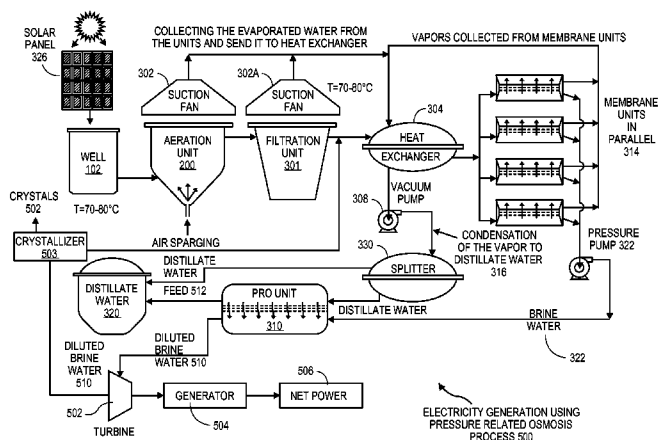 COLLECTING THE EVAPORATED WATER FROM
THE UNITS AND SEND IT TO HEAT EXCHANGER
VAPORS COLLECTED FROM MEMBRANE UNITS
SOLAR
PANEL
326
302
SUCTION
FAN
302A
SUCTION
FAN
T=70-80°C
304
HEAT
EXCHANGER
MEMBRANE
UNITS
IN
PARALLEL
314
WELL
102
T=70-80°C
AERATION
UNIT
200
FILTRATION
UNIT
301
AIR SPARGING
VACUUM
PUMP
308
CRYSTALS
502
CRYSTALLIZER
503
CONDENSATION
OF THE VAPOR TO
DISTILLATE WATER
316
PRESSURE
PUMP 322
330
SPLITTER
DISTILLATE
WATER
FEED 512
DISTILLATE
WATER
320
PRO UNIT
310
DISTILLATE WATER
BRINE
WATER
322
DILUTED
BRINE
WATER 510
DILUTED
BRINE
WATER
510
502
TURBINE
GENERATOR
504
506
NET POWER
ELECTRICITY GENERATION USING
PRESSURE RELATED OSMOSIS
PROCESS 500